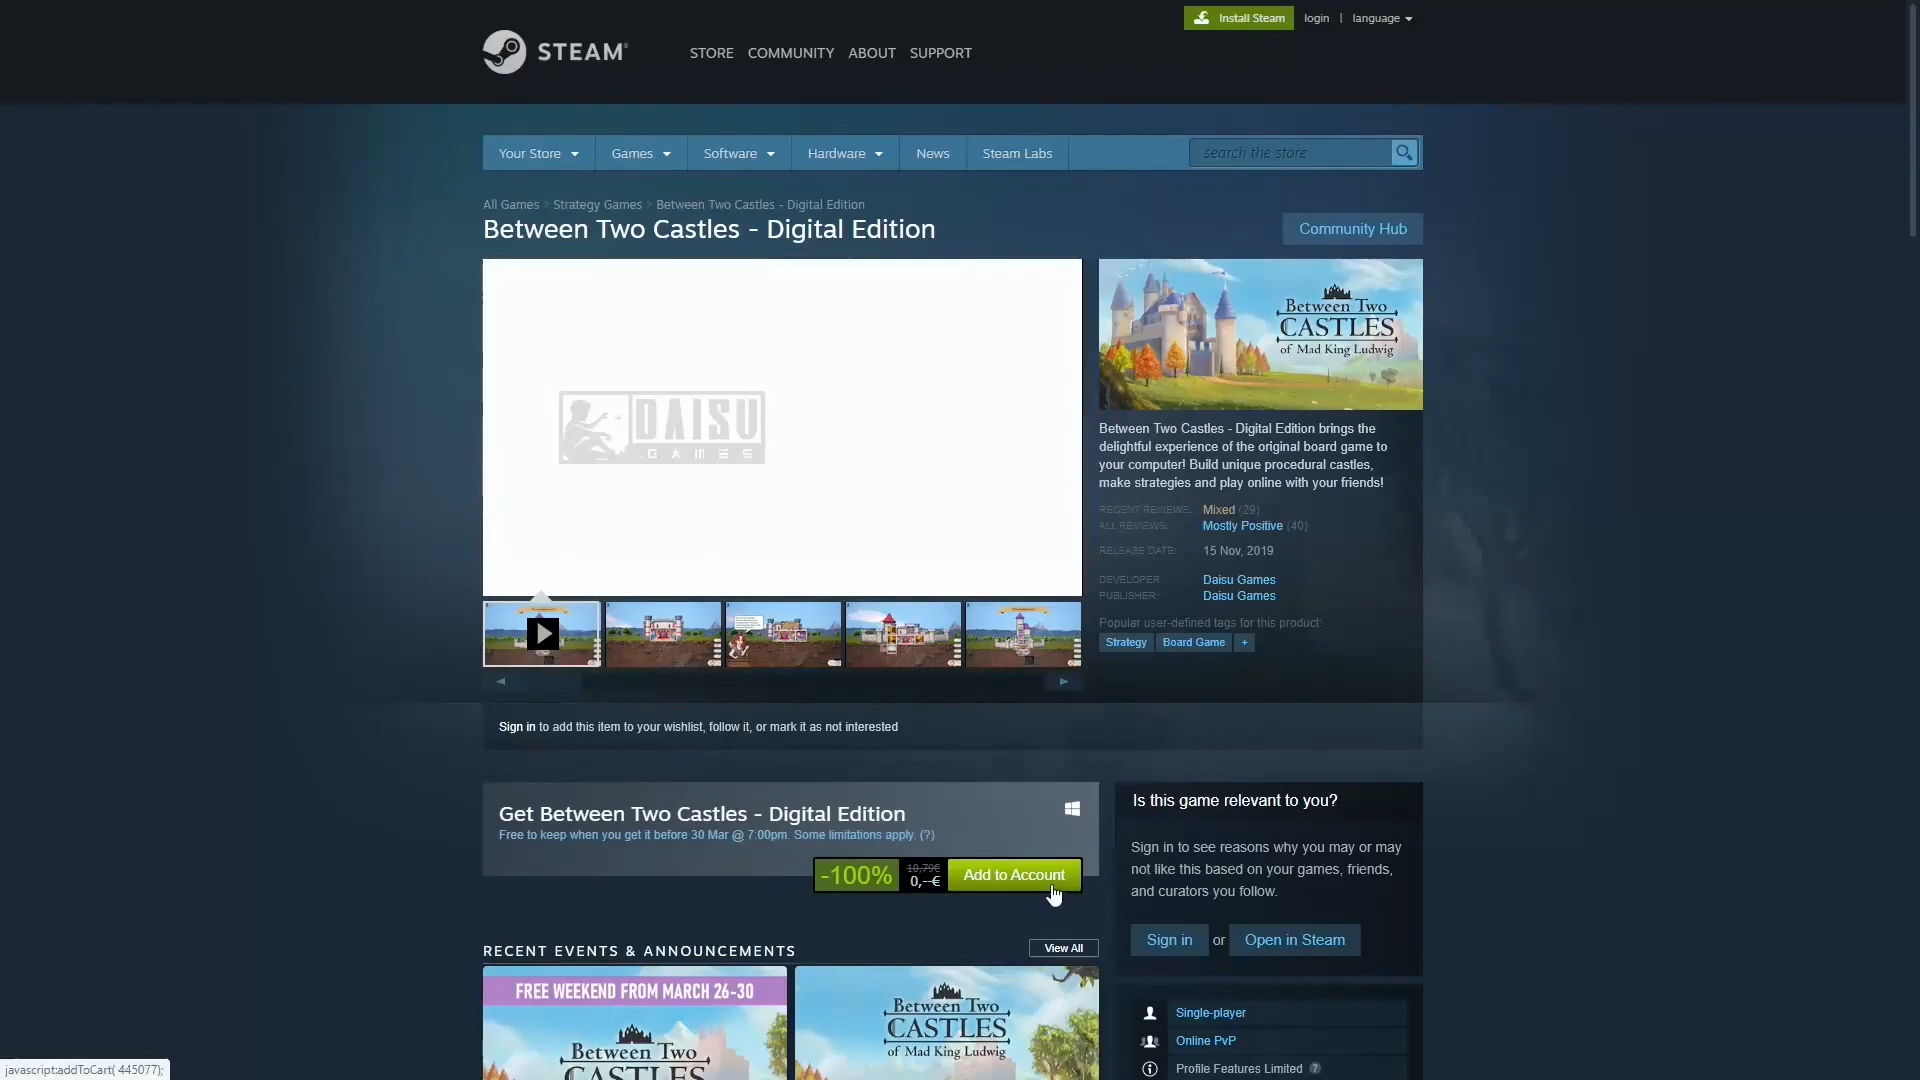 Install Steam
login | language
STEAM
STORE COMMUNITY ABOUT SUPPORT
Your Store Games Software Hardware News Steam Labs search the store
All Games > Strategy Games > Between Two Castles - Digital Edition
Between Two Castles - Digital Edition
Community Hub
DAISU
.GAMES
Between Two
CASTLES
of Mad King Ludwig
Between Two Castles - Digital Edition brings the
delightful experience of the original board game to
your computer! Build unique procedural castles,
make strategies and play online with your friends!
RECENT REVIEWS: Mixed (29)
ALL REVIEWS: Mostly Positive (40)
RELEASE DATE: 15 Nov, 2019
DEVELOPER: Daisu Games
PUBLISHER: Daisu Games
Popular user-defined tags for this product:
Strategy Board Game +
Sign in to add this item to your wishlist, follow it, or mark it as not interested
Get Between Two Castles - Digital Edition
Free to keep when you get it before 30 Mar @ 7:00pm. Some limitations apply. (?)
-100% 10,79€ 0,--€ Add to Account
Is this game relevant to you?
Sign in to see reasons why you may or may
not like this based on your games, friends,
and curators you follow.
Sign in or Open in Steam
RECENT EVENTS & ANNOUNCEMENTS
View All
FREE WEEKEND FROM MARCH 26-30
Between Two
CASTLES
Between Two
CASTLES
of Mad King Ludwig
Single-player
Online PvP
Profile Features Limited ?
javascript:addToCart( 445077);